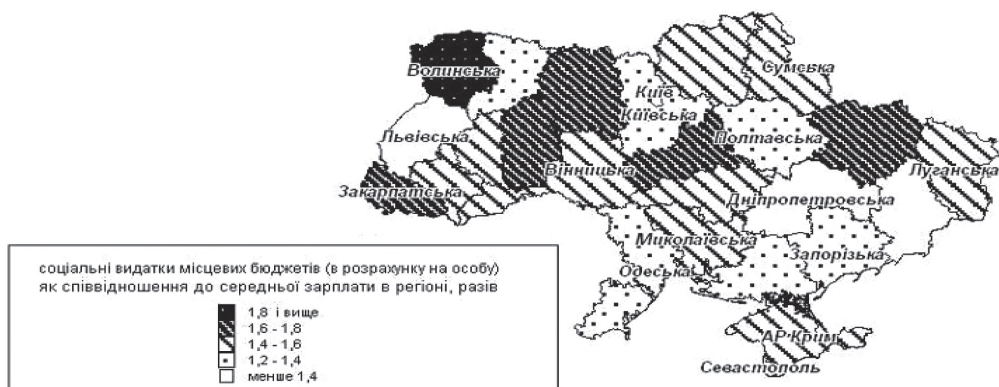 Волинська
Сумська
Київ
Київська
Львівська
Полтавська
Вінницька
Луганська
Закарпатська
Дніпропетровська
Миколаївська
Запорізька
Одеська
АР Крим
Севастополь
соціальні видатки місцевих бюджетів (в розрахунку на особу)
як співвідношення до середньої зарплати в регіоні, разів
1,8 і вище
1,6 - 1,8
1,4 - 1,6
1,2 - 1,4
менше 1,4